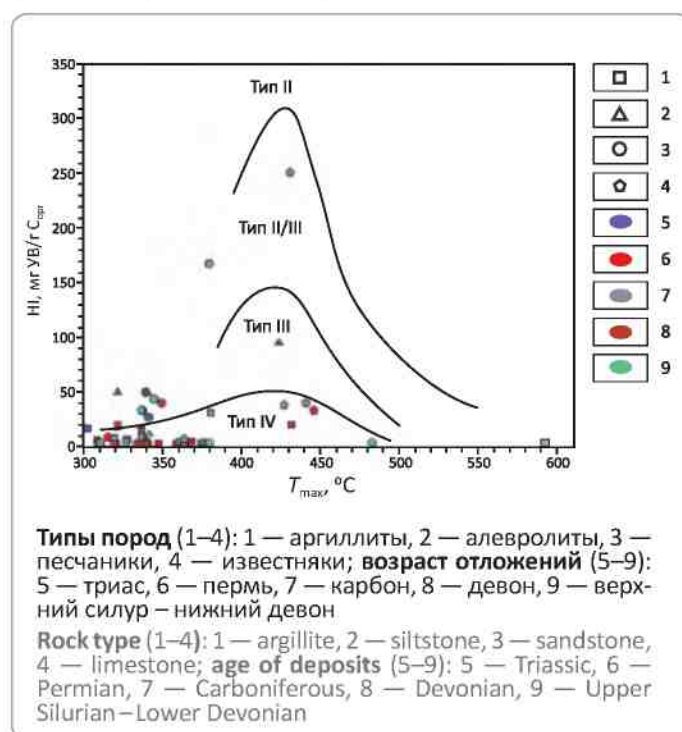 350
300
250
200
150
100
50
0
HI, мг УВ/г Cорг
300
350
400
450
500
550
600
Tmax, °C
Тип II
Тип II/III
Тип III
Тип IV
1
2
3
4
5
6
7
8
9
Типы пород (1–4): 1 — аргиллиты, 2 — алевролиты, 3 —
песчаники, 4 — известняки; возраст отложений (5–9):
5 — триас, 6 — пермь, 7 — карбон, 8 — девон, 9 — верх-
ний силур – нижний девон
Rock type (1–4): 1 — argillite, 2 — siltstone, 3 — sandstone,
4 — limestone; age of deposits (5–9): 5 — Triassic, 6 —
Permian, 7 — Carboniferous, 8 — Devonian, 9 — Upper
Silurian – Lower Devonian